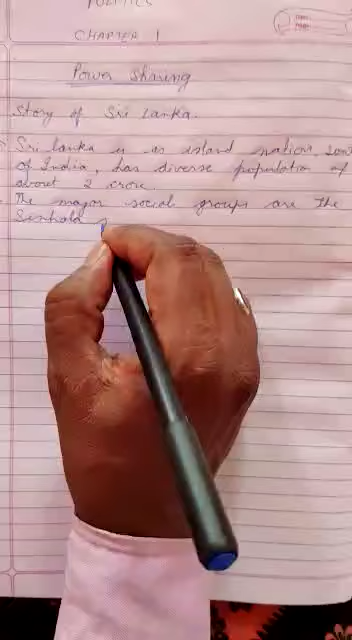 POLITICS
CHAPTER 1
Power Sharing
Story of Sri Lanka.
Sri lanka is an island nation,
of India, has diverse population of
about 2 crore.
The major social groups are the
Sinhala